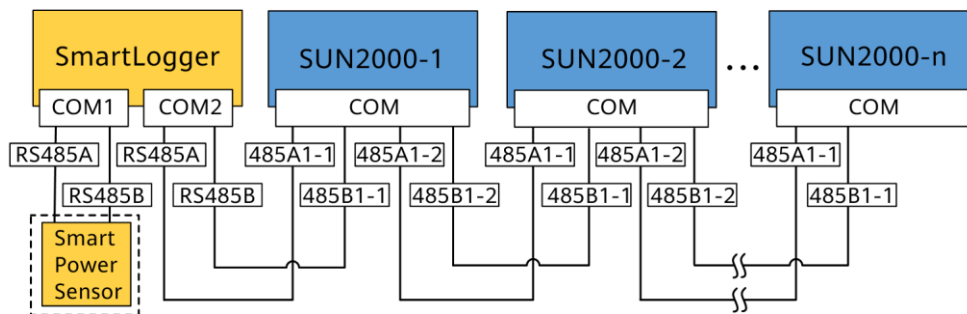 SmartLogger
SUN2000-1
SUN2000-2
...
SUN2000-n
COM1
COM2
COM
COM
COM
RS485A
RS485A
485A1-1
485A1-2
485A1-1
485A1-2
485A1-1
RS485B
RS485B
485B1-1
485B1-2
485B1-1
485B1-2
485B1-1
Smart
Power
Sensor